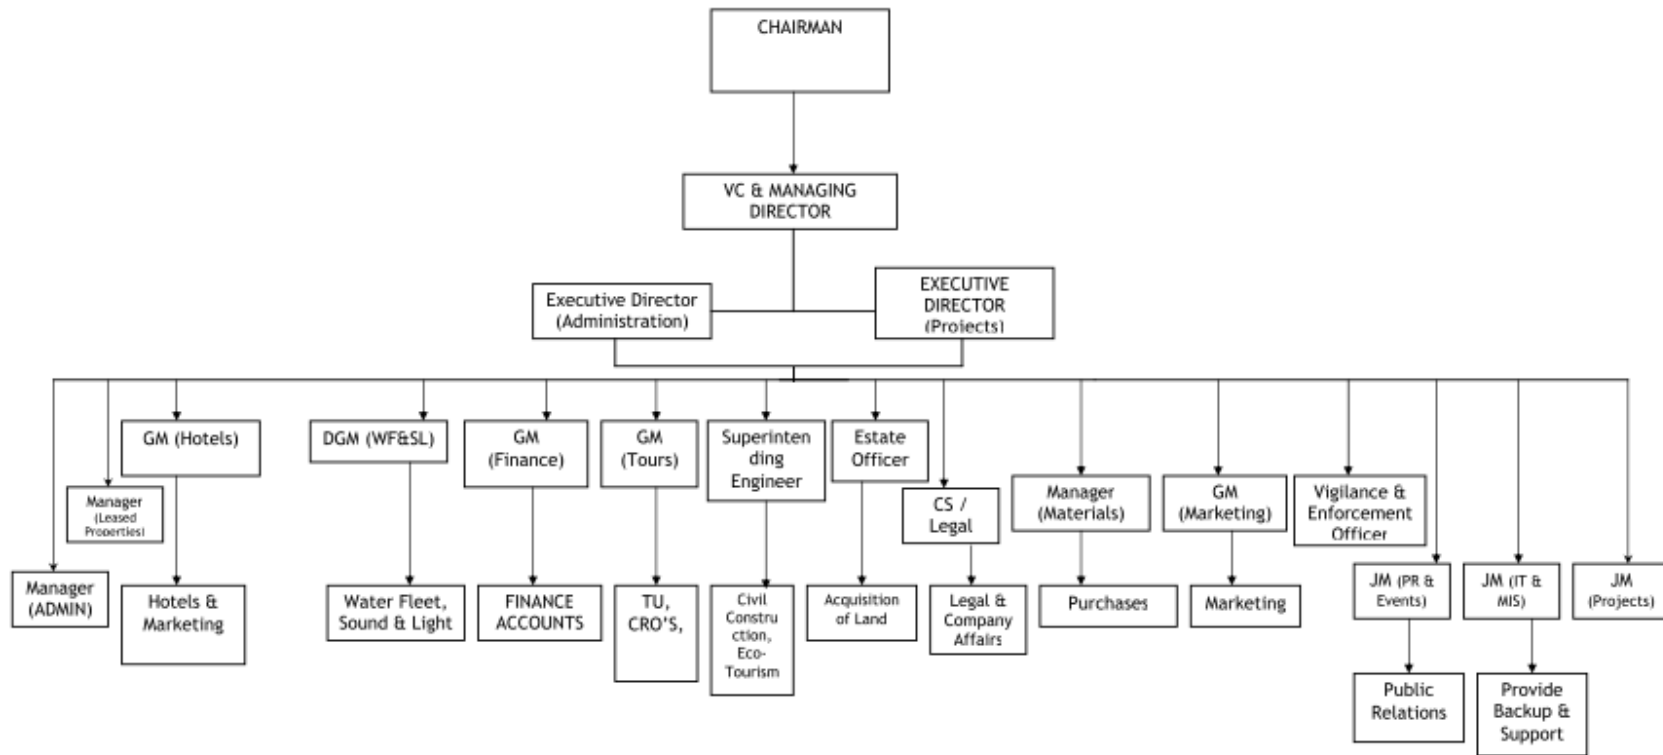 CHAIRMAN
VC & MANAGING
DIRECTOR
Executive Director
(Administration)
EXECUTIVE
DIRECTOR
(Projects)
GM (Hotels)
DGM (WF&SL)
GM
(Finance)
GM
(Tours)
Superinten
ding
Engineer
Estate
Officer
Manager
(Leased
Properties)
CS /
Legal
Manager
(Materials)
GM
(Marketing)
Vigilance &
Enforcement
Officer
Manager
(ADMIN)
Hotels &
Marketing
Water Fleet,
Sound & Light
FINANCE
ACCOUNTS
TU,
CRO'S,
Civil
Constru
ction,
Eco-
Tourism
Acquisition
of Land
Legal &
Company
Affairs
Purchases
Marketing
JM (PR &
Events)
JM (IT &
MIS)
JM
(Projects)
Public
Relations
Provide
Backup &
Support